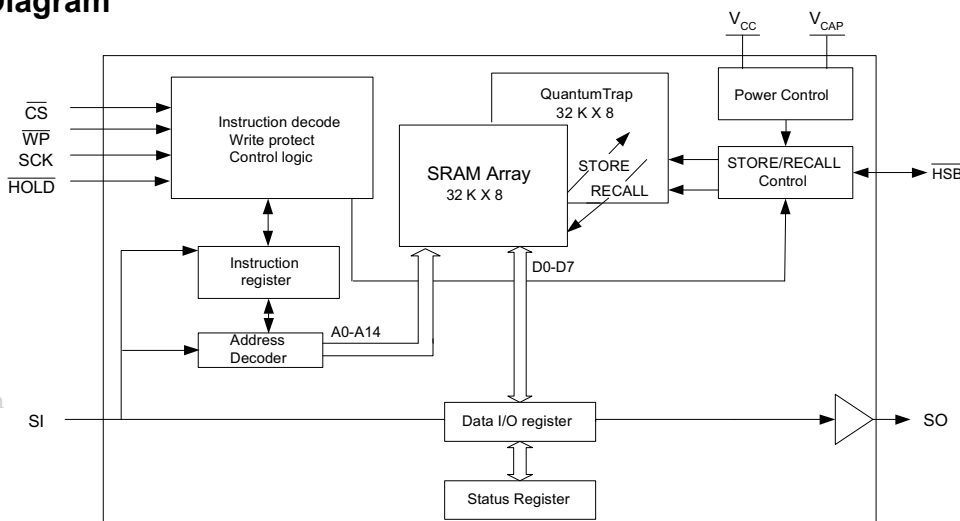 Diagram
V_CC V_CAP
CS
WP
SCK
HOLD
Instruction decode
Write protect
Control logic
QuantumTrap
32 K X 8
SRAM Array
32 K X 8
STORE
RECALL
Power Control
STORE/RECALL
Control
HSB
Instruction
register
D0-D7
Address
Decoder
A0-A14
SI
Data I/O register
SO
Status Register